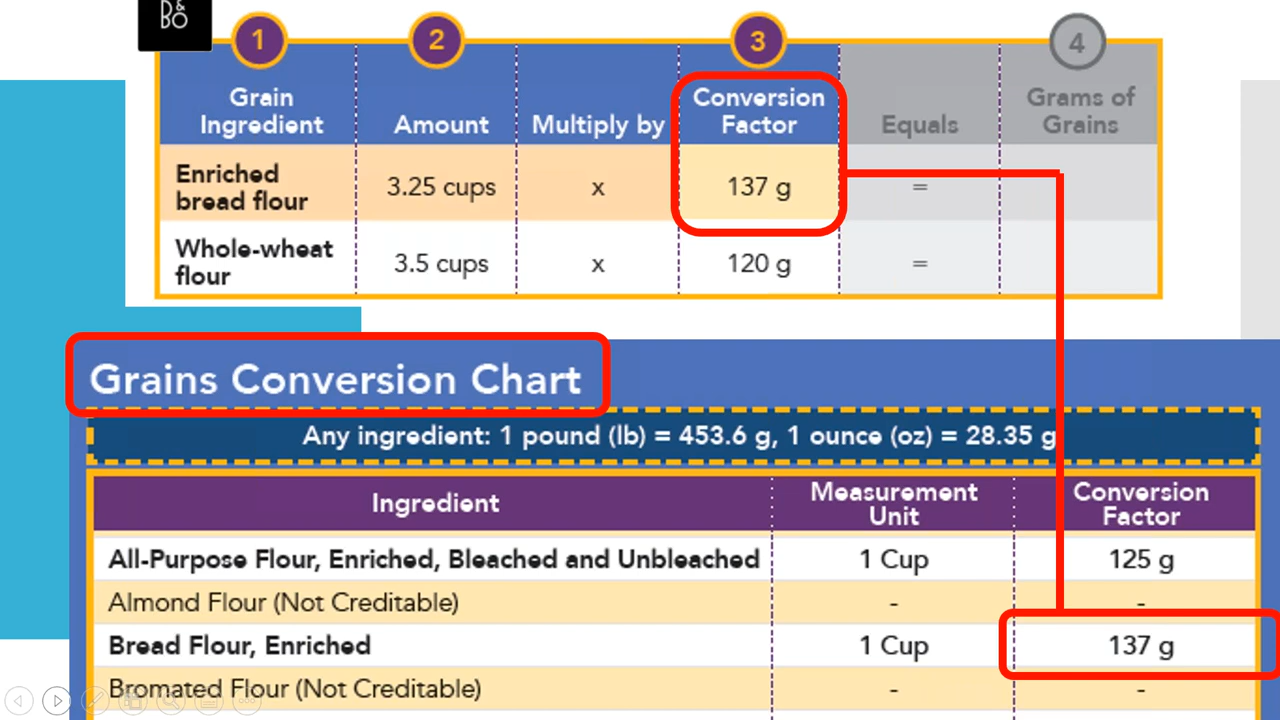 B&
BO
1 2 3 4
Grain Ingredient Amount Multiply by Conversion Factor Equals Grams of Grains
Enriched bread flour 3.25 cups x 137 g =
Whole-wheat flour 3.5 cups x 120 g =
Grains Conversion Chart
Any ingredient: 1 pound (lb) = 453.6 g, 1 ounce (oz) = 28.35 g
Ingredient Measurement Unit Conversion Factor
All-Purpose Flour, Enriched, Bleached and Unbleached 1 Cup 125 g
Almond Flour (Not Creditable) - -
Bread Flour, Enriched 1 Cup 137 g
Bromated Flour (Not Creditable) - -